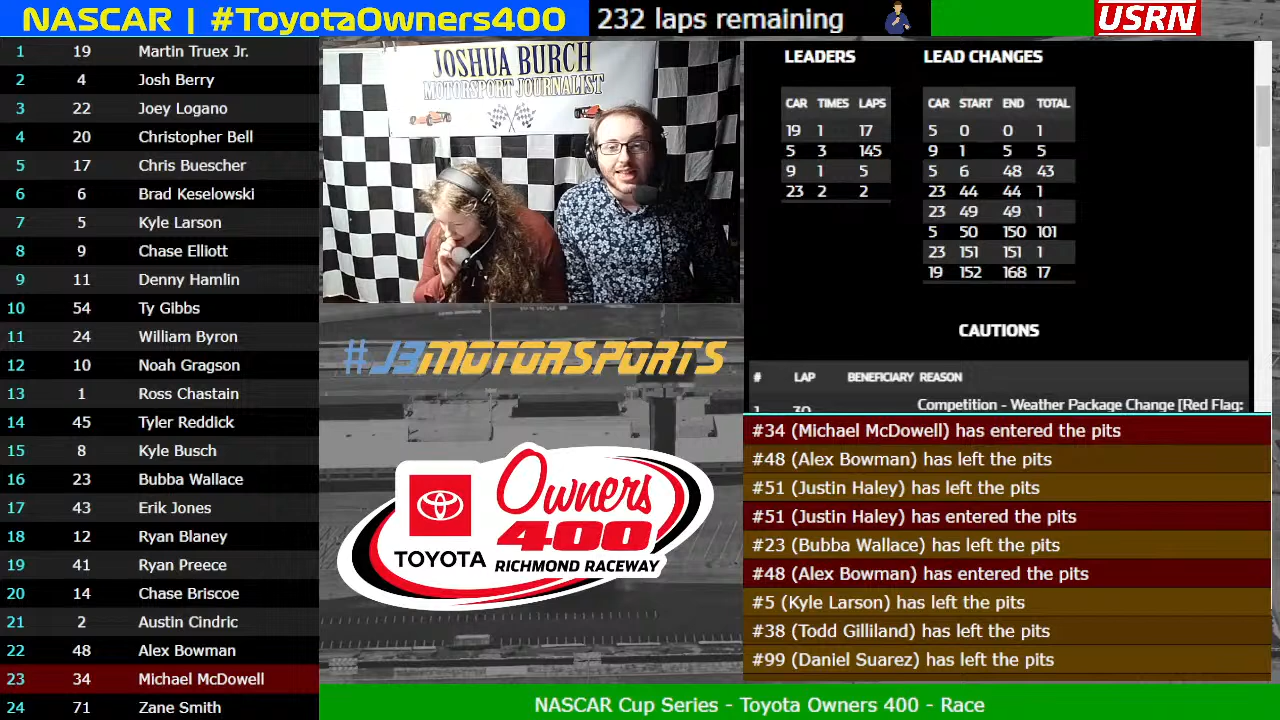 NASCAR | #ToyotaOwners400
232 laps remaining
USRN
1 19 Martin Truex Jr.
2 4 Josh Berry
3 22 Joey Logano
4 20 Christopher Bell
5 17 Chris Buescher
6 6 Brad Keselowski
7 5 Kyle Larson
8 9 Chase Elliott
9 11 Denny Hamlin
10 54 Ty Gibbs
11 24 William Byron
12 10 Noah Gragson
13 1 Ross Chastain
14 45 Tyler Reddick
15 8 Kyle Busch
16 23 Bubba Wallace
17 43 Erik Jones
18 12 Ryan Blaney
19 41 Ryan Preece
20 14 Chase Briscoe
21 2 Austin Cindric
22 48 Alex Bowman
23 34 Michael McDowell
24 71 Zane Smith
JOSHUA BURCH
MOTORSPORT JOURNALIST
#JBMOTORSPORTS
Owners
400
TOYOTA
RICHMOND RACEWAY
LEADERS
CAR TIMES LAPS
19 1 17
5 3 145
9 1 5
23 2 2
LEAD CHANGES
CAR START END TOTAL
5 0 0 1
9 1 5 5
5 6 48 43
23 44 44 1
23 49 49 1
5 50 150 101
23 151 151 1
19 152 168 17
CAUTIONS
# LAP BENEFICIARY REASON
1 30 Competition - Weather Package Change [Red Flag:
#34 (Michael McDowell) has entered the pits
#48 (Alex Bowman) has left the pits
#51 (Justin Haley) has left the pits
#51 (Justin Haley) has entered the pits
#23 (Bubba Wallace) has left the pits
#48 (Alex Bowman) has entered the pits
#5 (Kyle Larson) has left the pits
#38 (Todd Gilliland) has left the pits
#99 (Daniel Suarez) has left the pits
NASCAR Cup Series - Toyota Owners 400 - Race